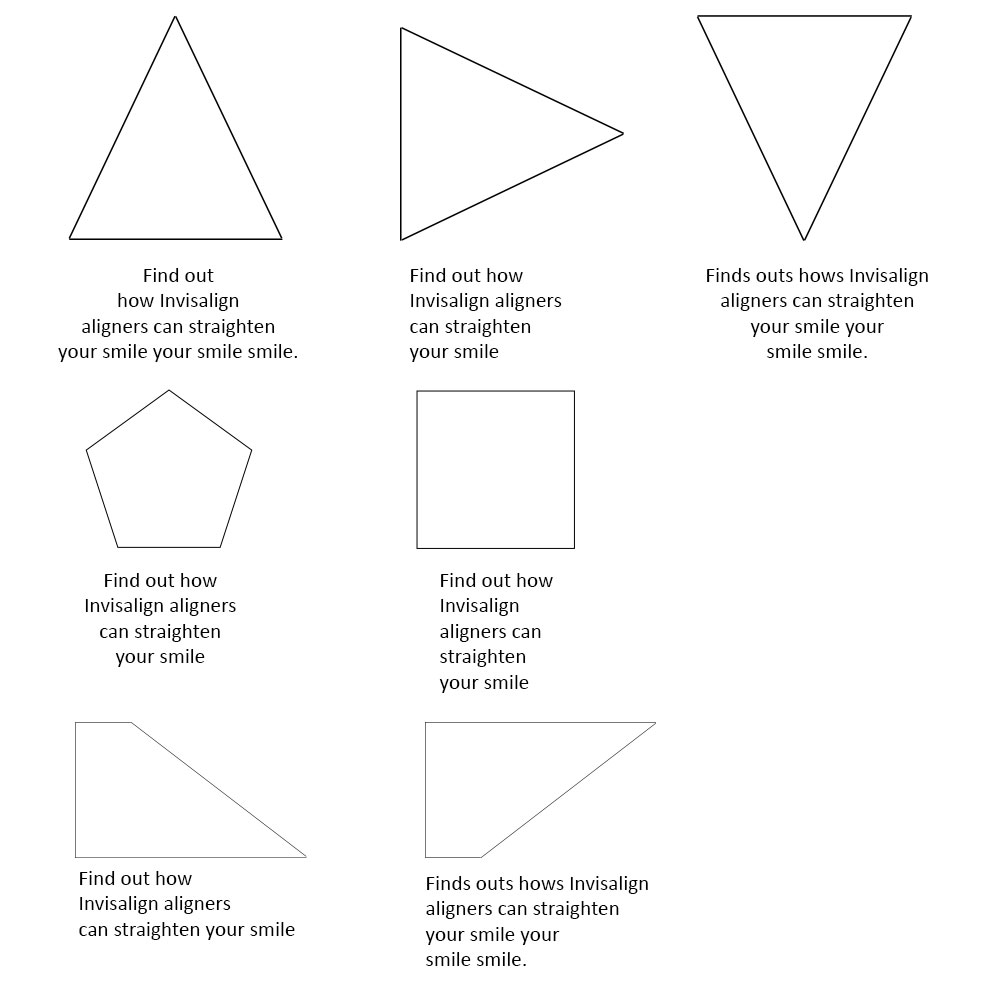 Find out
how Invisalign
aligners can straighten
your smile your smile smile.
Find out how
Invisalign aligners
can straighten
your smile
Finds outs hows Invisalign
aligners can straighten
your smile your
smile smile.
Find out how
Invisalign aligners
can straighten
your smile
Find out how
Invisalign
aligners can
straighten
your smile
Find out how
Invisalign aligners
can straighten your smile
Finds outs hows Invisalign
aligners can straighten
your smile your
smile smile.